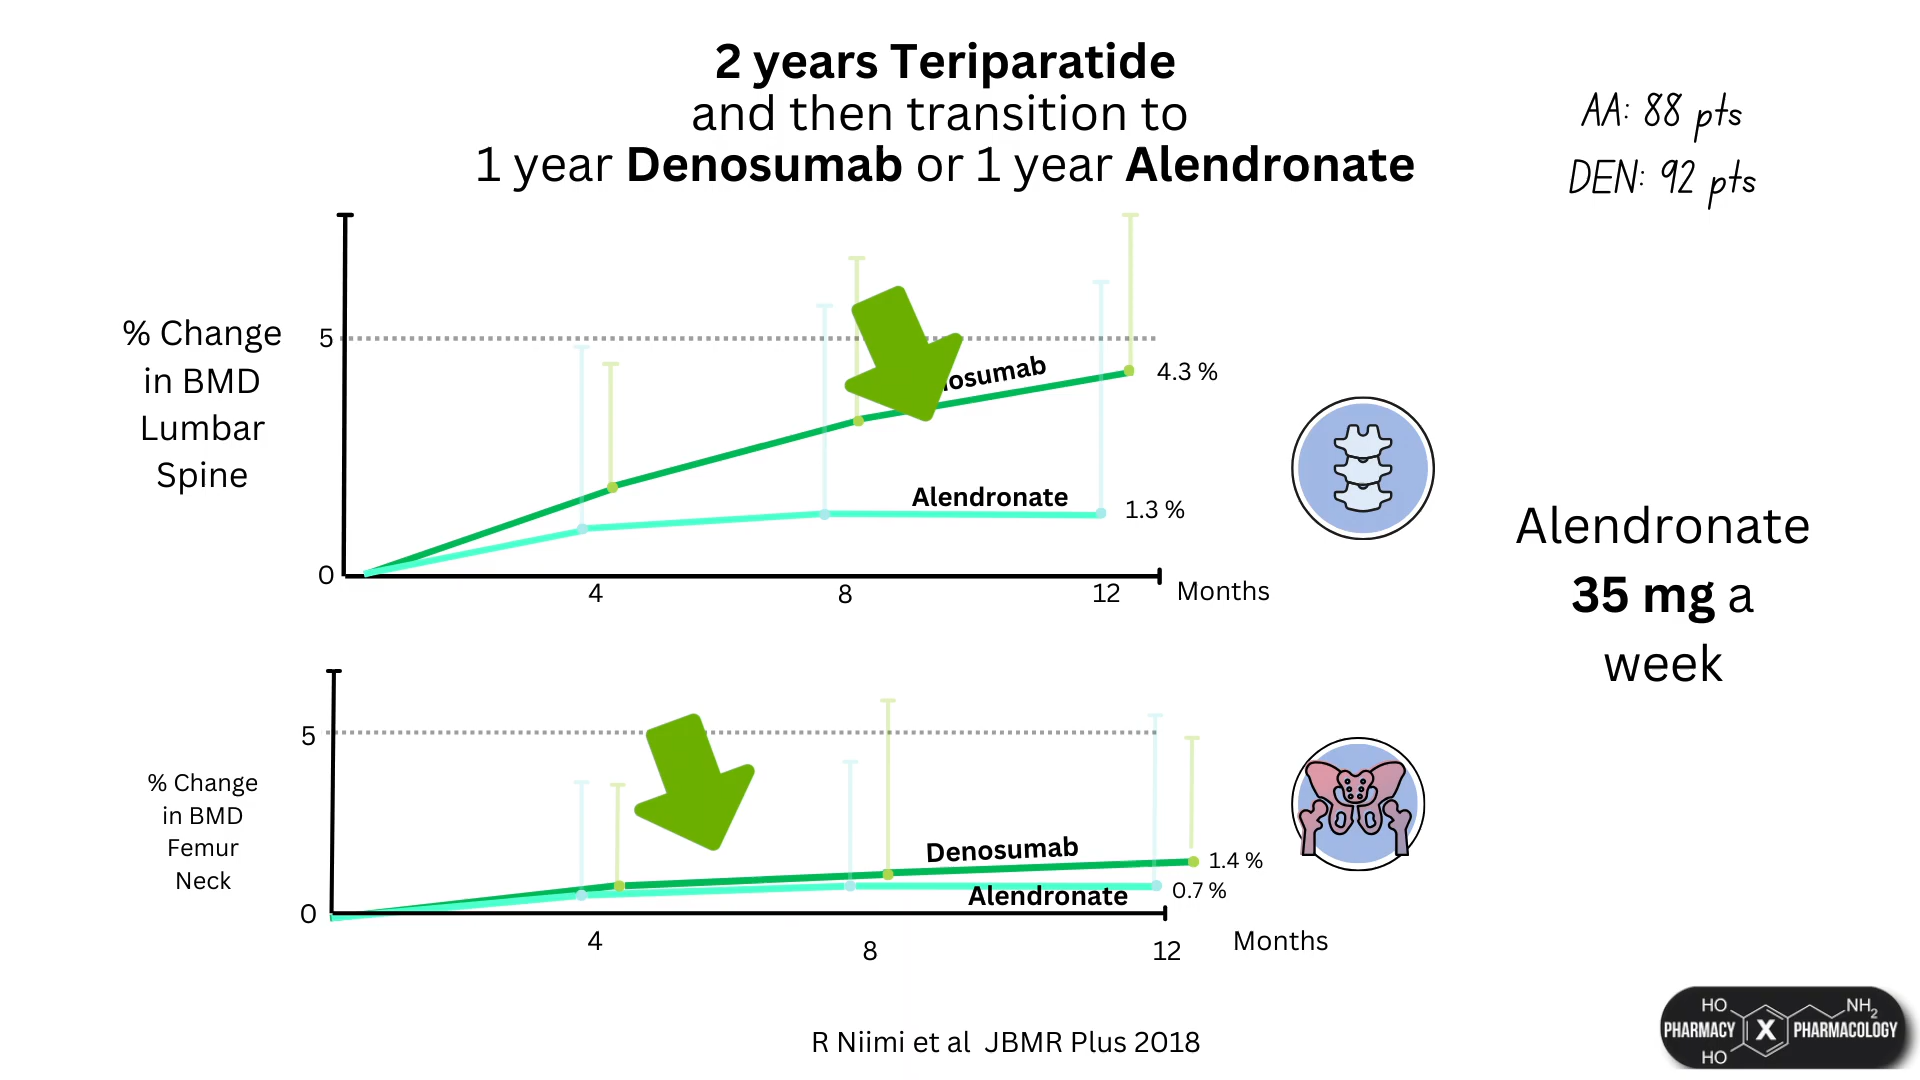 2 years Teriparatide
and then transition to
1 year Denosumab or 1 year Alendronate
AA: 88 pts
DEN: 92 pts
% Change
in BMD
Lumbar
Spine
5
0
nosumab
4.3 %
Alendronate
1.3 %
4
8
12
Months
Alendronate
35 mg a
week
% Change
in BMD
Femur
Neck
5
0
Denosumab
1.4 %
Alendronate
0.7 %
4
8
12
Months
R Niimi et al JBMR Plus 2018
HO
NH2
PHARMACY X PHARMACOLOGY
HO